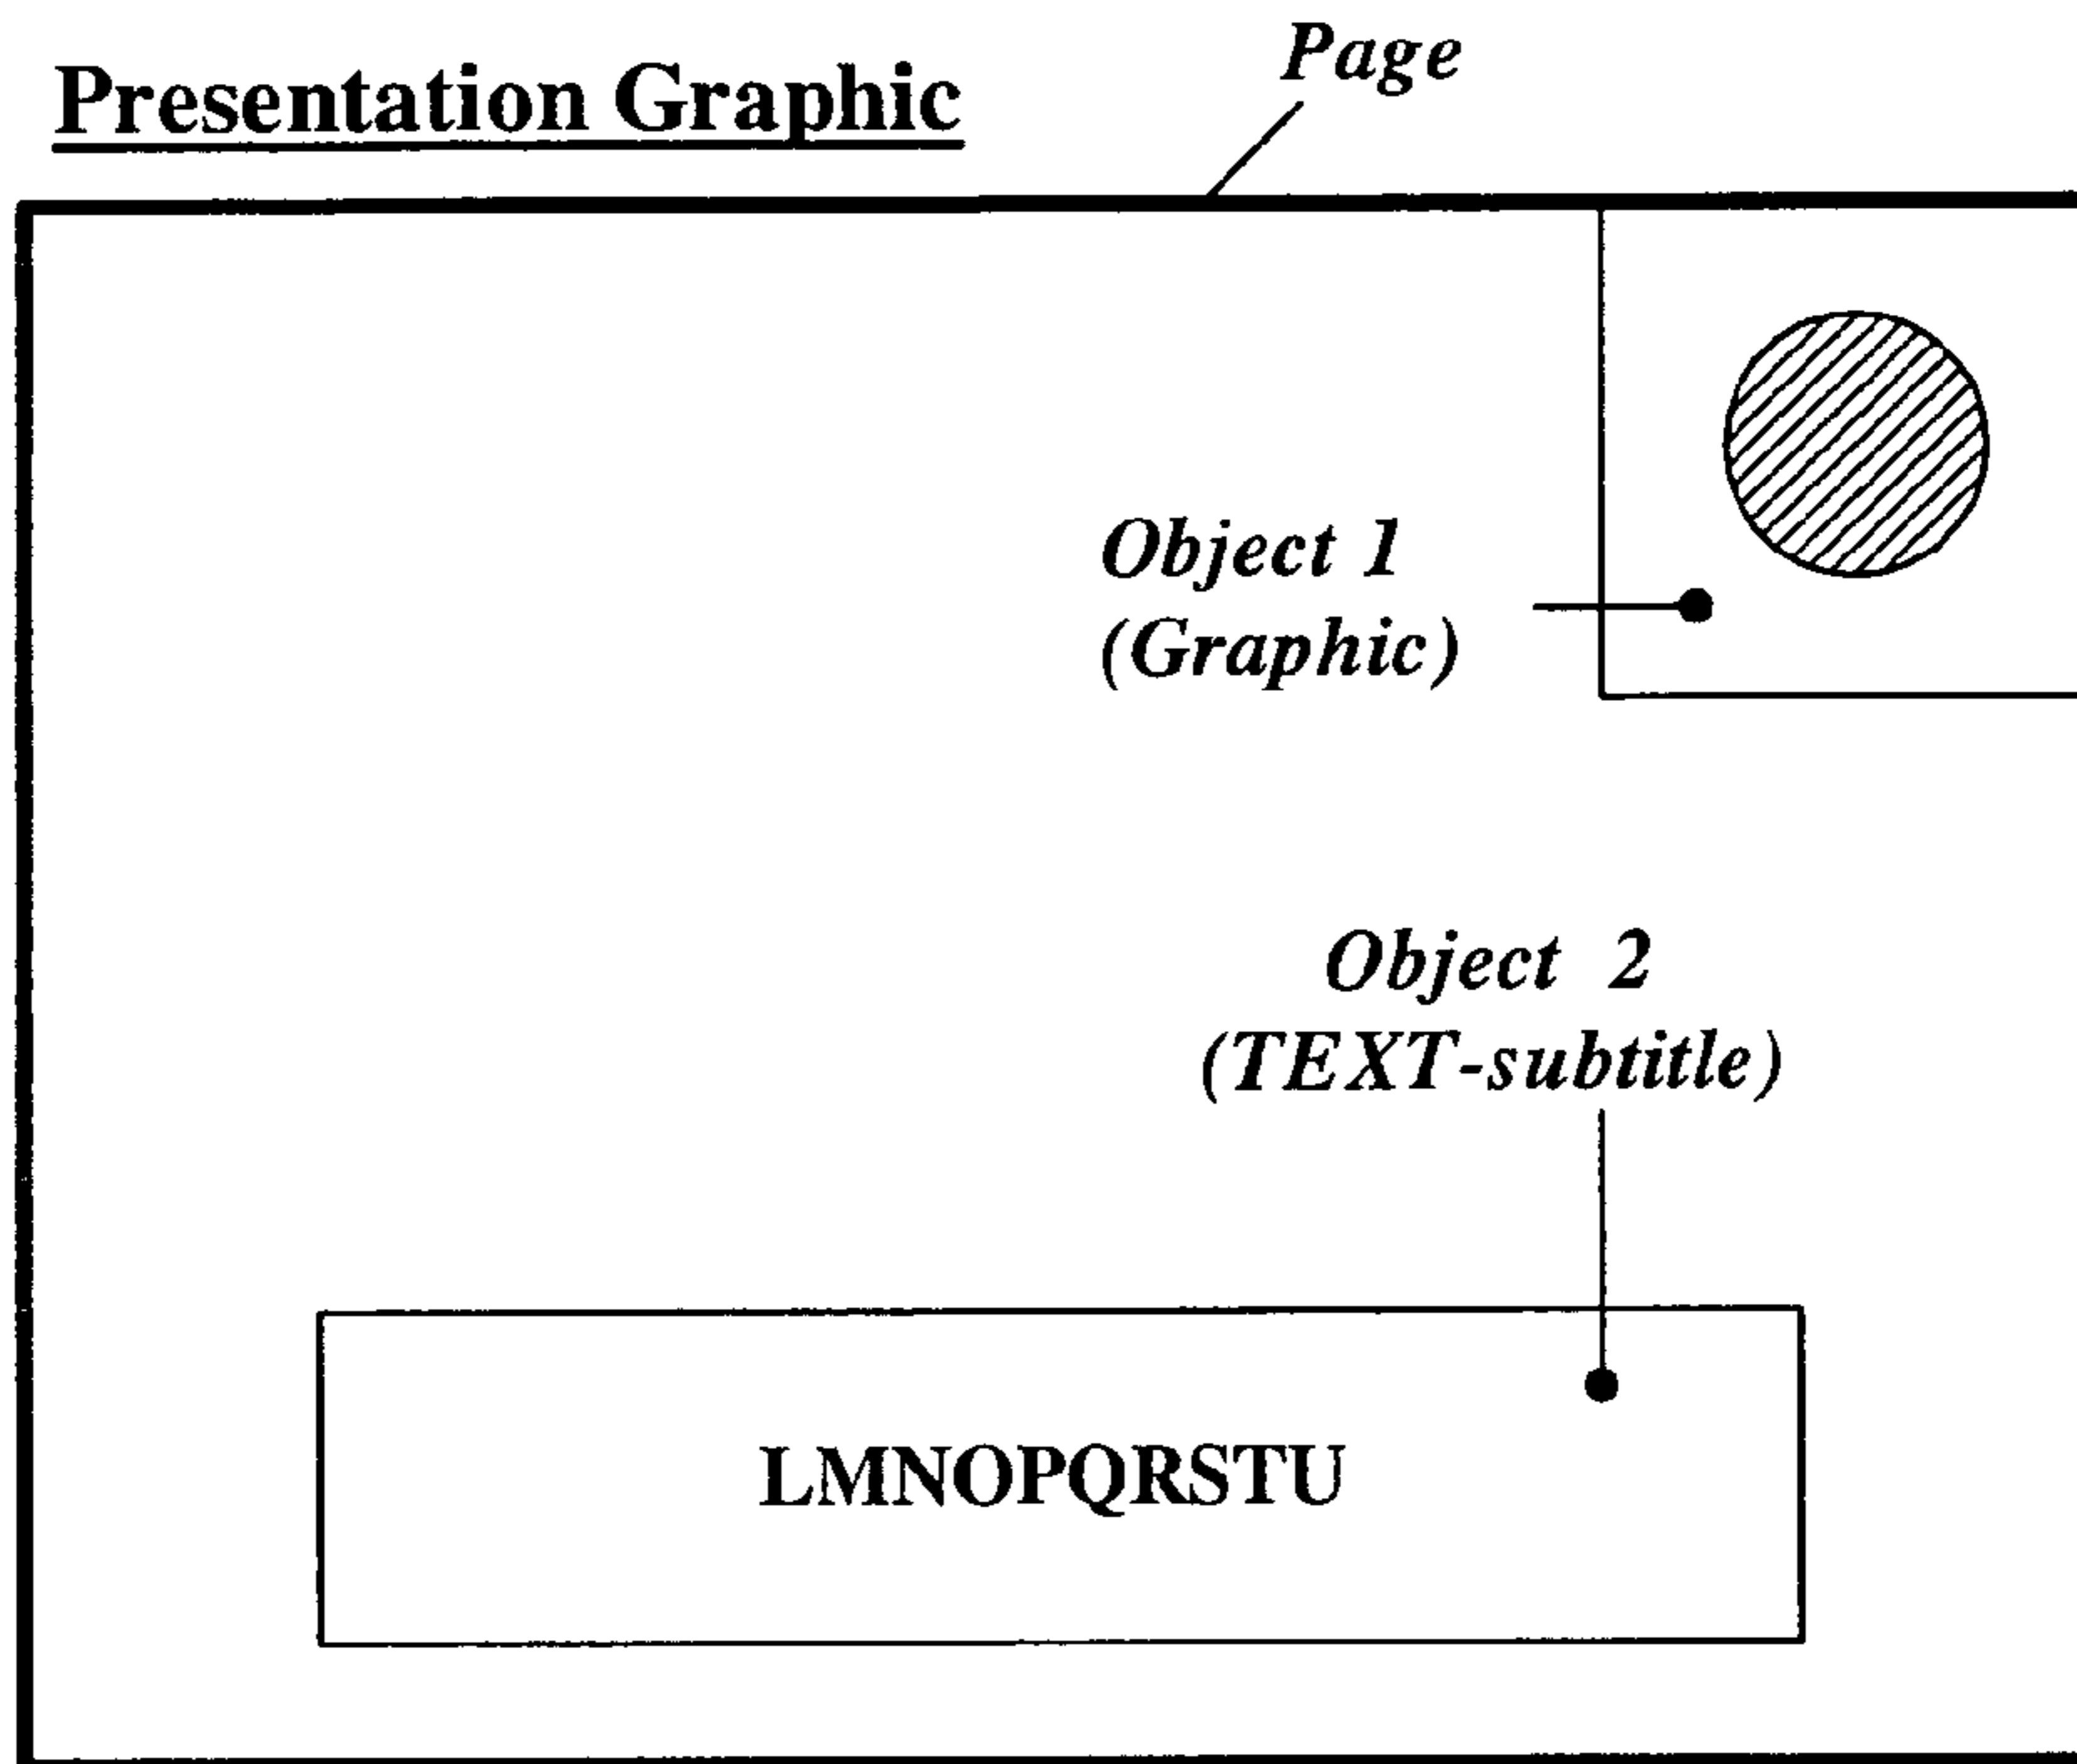 Presentation Graphic
Page
Object 1
(Graphic)
Object 2
(TEXT-subtitle)
LMNOPQRSTU